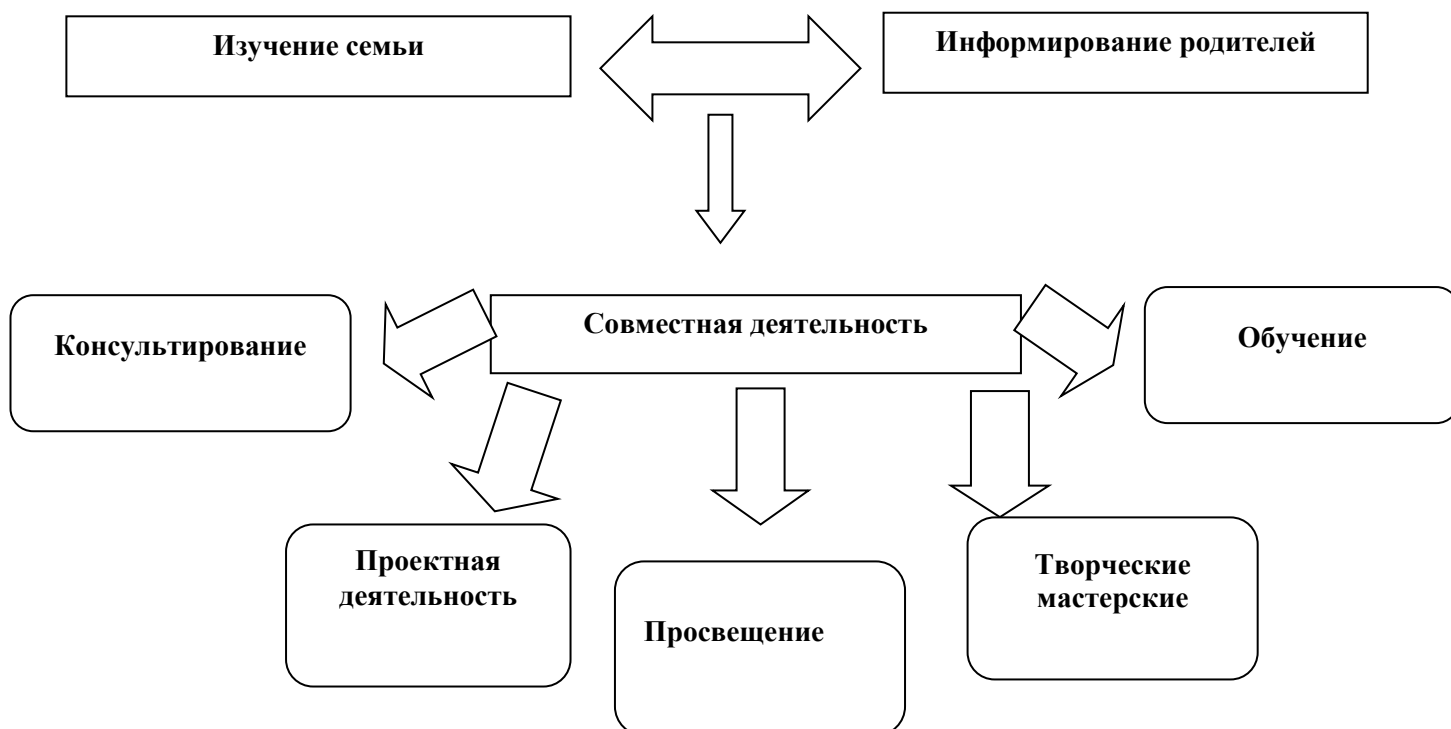 Изучение семьи
Информирование родителей
Совместная деятельность
Консультирование
Обучение
Проектная
деятельность
Просвещение
Творческие
мастерские